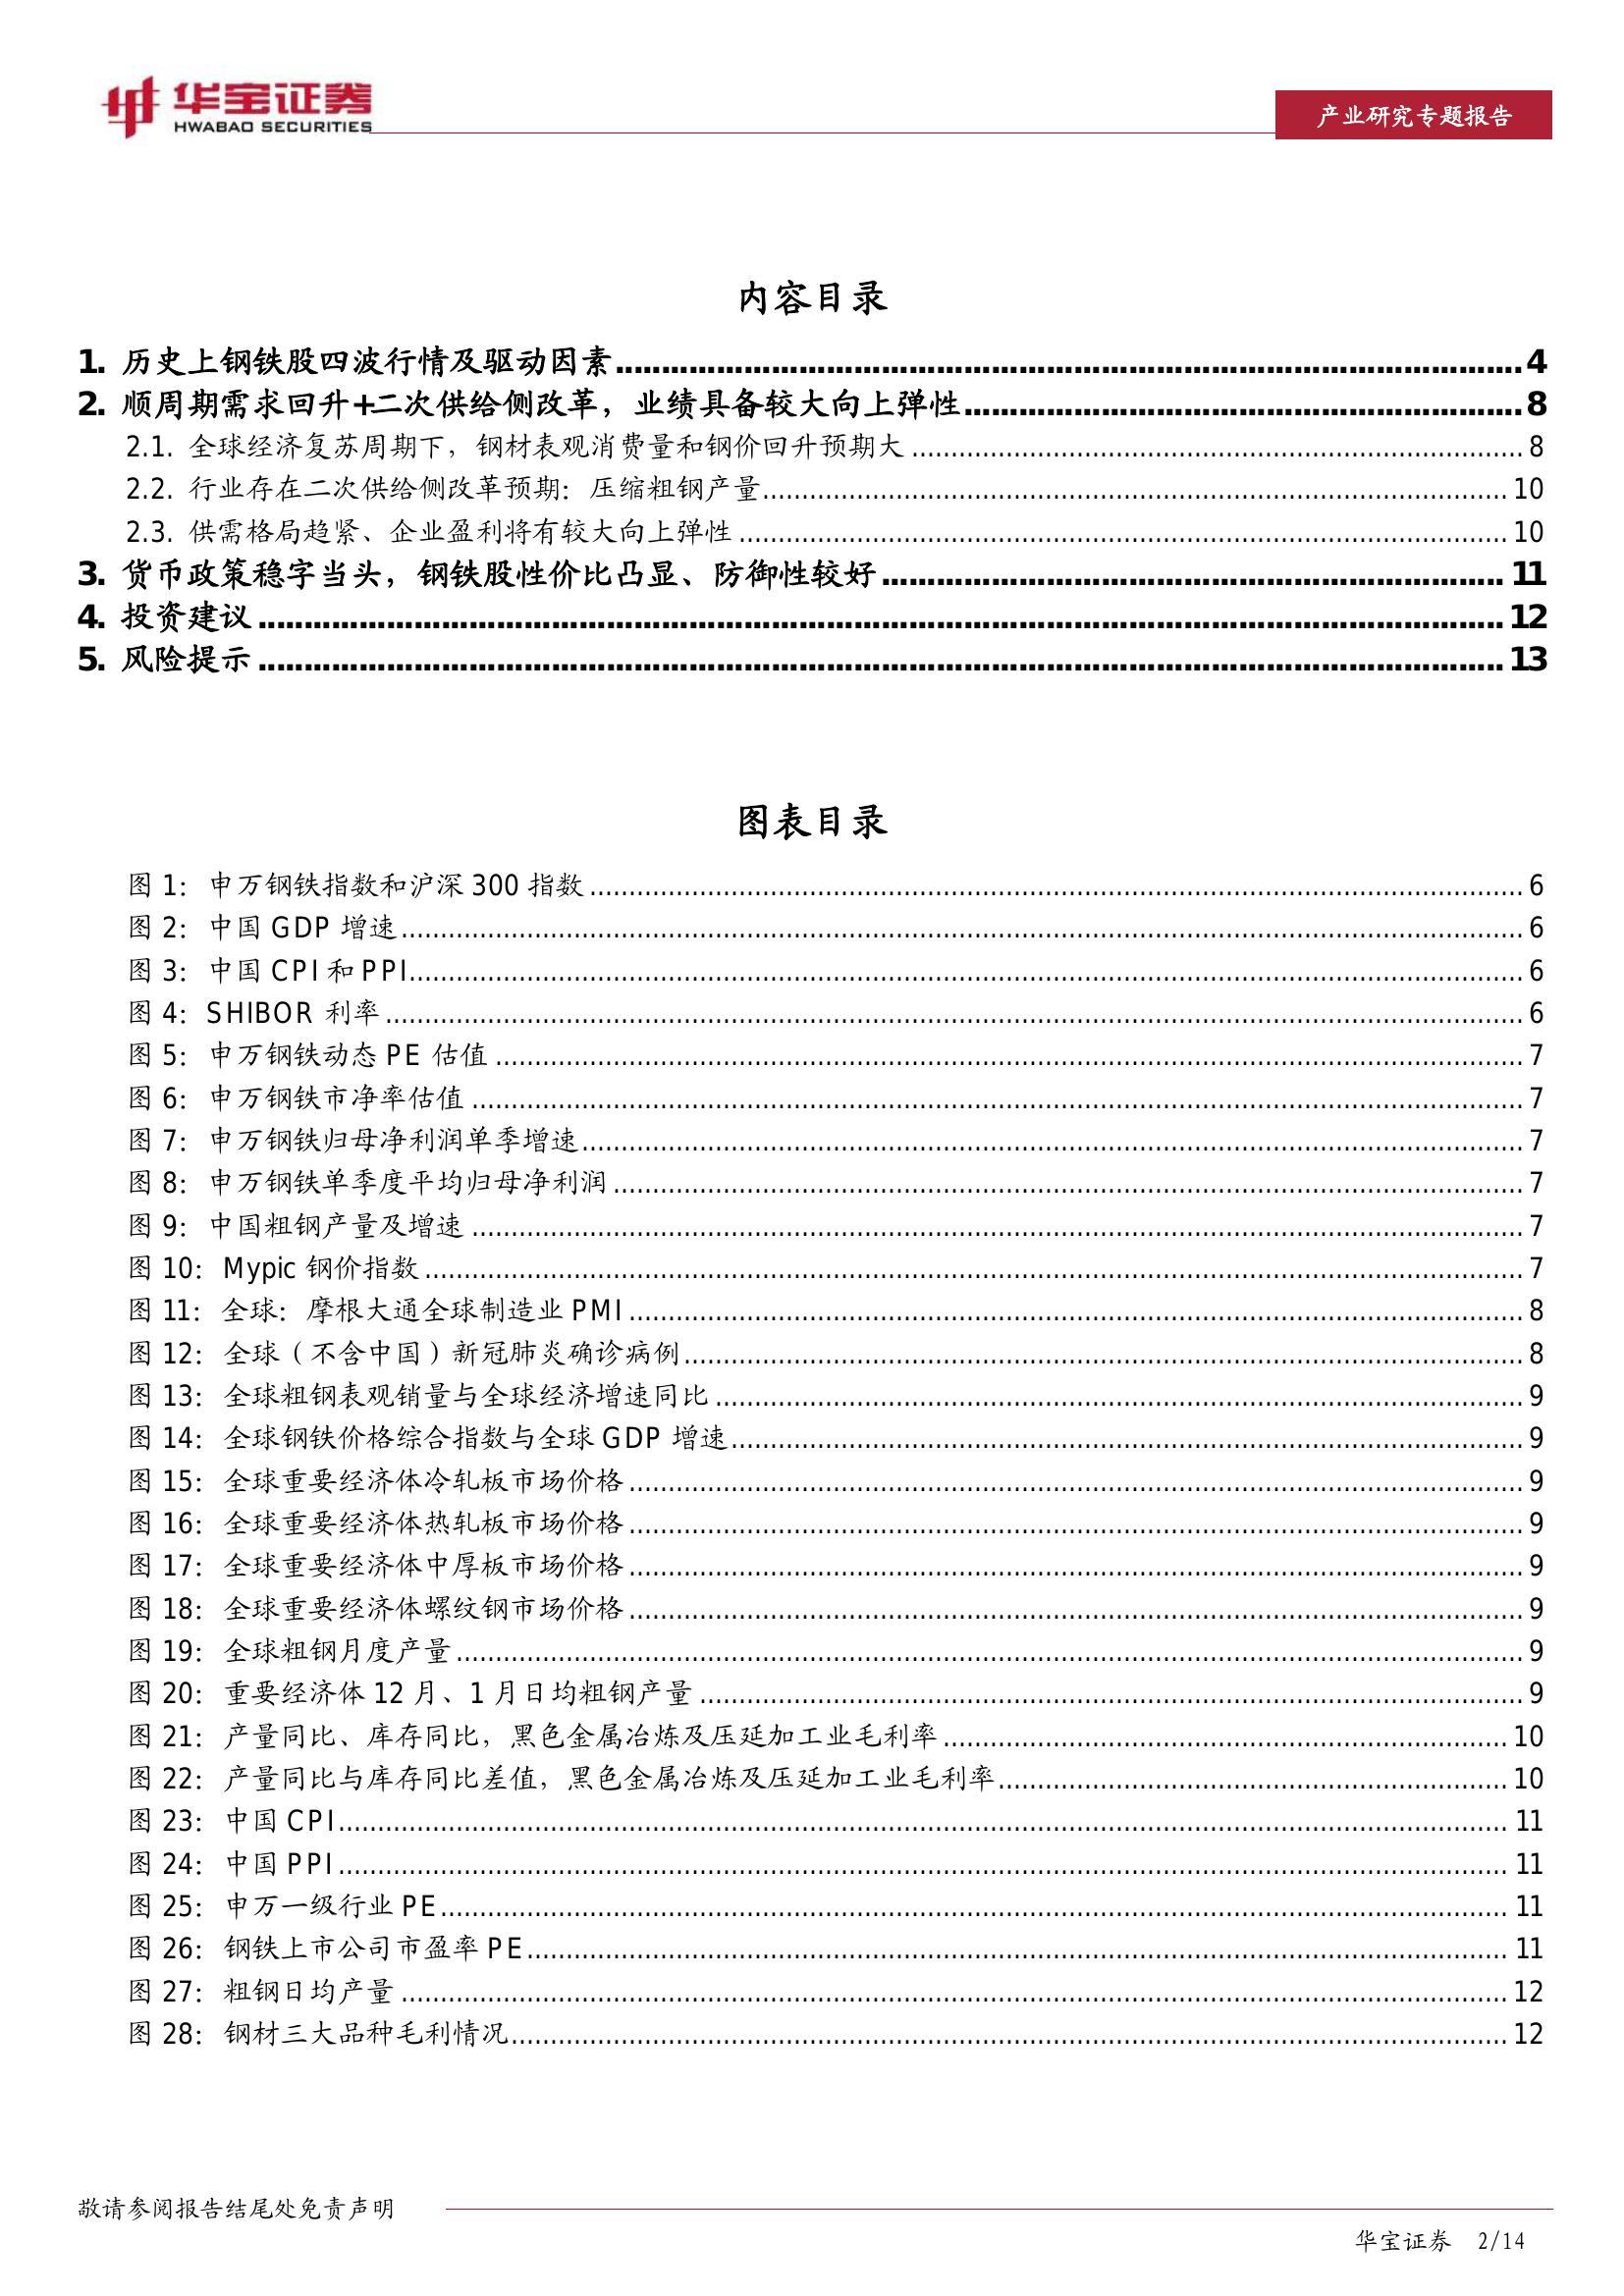 华宝证券
HWABAO SECURITIES
产业研究专题报告
内容目录
1. 历史上钢铁股四波行情及驱动因素 4
2. 顺周期需求回升+二次供给侧改革，业绩具备较大向上弹性 8
2.1. 全球经济复苏周期下，钢材表观消费量和钢价回升预期大 8
2.2. 行业存在二次供给侧改革预期：压缩粗钢产量 10
2.3. 供需格局趋紧、企业盈利将有较大向上弹性 10
3. 货币政策稳字当头，钢铁股性价比凸显、防御性较好 11
4. 投资建议 12
5. 风险提示 13
图表目录
图 1：申万钢铁指数和沪深 300 指数 6
图 2：中国 GDP 增速 6
图 3：中国 CPI 和 PPI 6
图 4：SHIBOR 利率 6
图 5：申万钢铁动态 PE 估值 7
图 6：申万钢铁市净率估值 7
图 7：申万钢铁归母净利润单季增速 7
图 8：申万钢铁单季度平均归母净利润 7
图 9：中国粗钢产量及增速 7
图 10：Mypic 钢价指数 7
图 11：全球：摩根大通全球制造业 PMI 8
图 12：全球（不含中国）新冠肺炎确诊病例 8
图 13：全球粗钢表观销量与全球经济增速同比 9
图 14：全球钢铁价格综合指数与全球 GDP 增速 9
图 15：全球重要经济体冷轧板市场价格 9
图 16：全球重要经济体热轧板市场价格 9
图 17：全球重要经济体中厚板市场价格 9
图 18：全球重要经济体螺纹钢市场价格 9
图 19：全球粗钢月度产量 9
图 20：重要经济体 12 月、1 月日均粗钢产量 9
图 21：产量同比、库存同比，黑色金属冶炼及压延加工业毛利率 10
图 22：产量同比与库存同比差值，黑色金属冶炼及压延加工业毛利率 10
图 23：中国 CPI 11
图 24：中国 PPI 11
图 25：申万一级行业 PE 11
图 26：钢铁上市公司市盈率 PE 11
图 27：粗钢日均产量 12
图 28：钢材三大品种毛利情况 12
敬请参阅报告结尾处免责声明
华宝证券 2/14